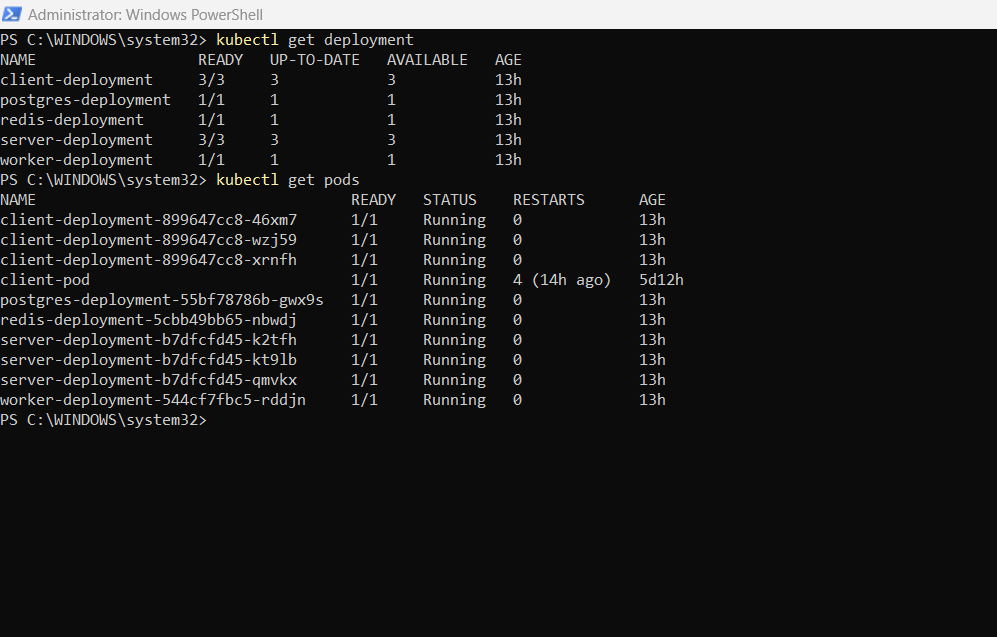 Administrator: Windows PowerShell
PS C:\WINDOWS\system32> kubectl get deployment
NAME                  READY   UP-TO-DATE   AVAILABLE   AGE
client-deployment     3/3     3            3           13h
postgres-deployment   1/1     1            1           13h
redis-deployment      1/1     1            1           13h
server-deployment     3/3     3            3           13h
worker-deployment     1/1     1            1           13h
PS C:\WINDOWS\system32> kubectl get pods
NAME                                   READY   STATUS    RESTARTS      AGE
client-deployment-899647cc8-46xm7      1/1     Running   0             13h
client-deployment-899647cc8-wzj59      1/1     Running   0             13h
client-deployment-899647cc8-xrnfh      1/1     Running   0             13h
client-pod                             1/1     Running   4 (14h ago)   5d12h
postgres-deployment-55bf78786b-gwx9s   1/1     Running   0             13h
redis-deployment-5cbb49bb65-nbwdj      1/1     Running   0             13h
server-deployment-b7dfcfd45-k2tfh      1/1     Running   0             13h
server-deployment-b7dfcfd45-kt9lb      1/1     Running   0             13h
server-deployment-b7dfcfd45-qmvkx      1/1     Running   0             13h
worker-deployment-544cf7fbc5-rddjn     1/1     Running   0             13h
PS C:\WINDOWS\system32>